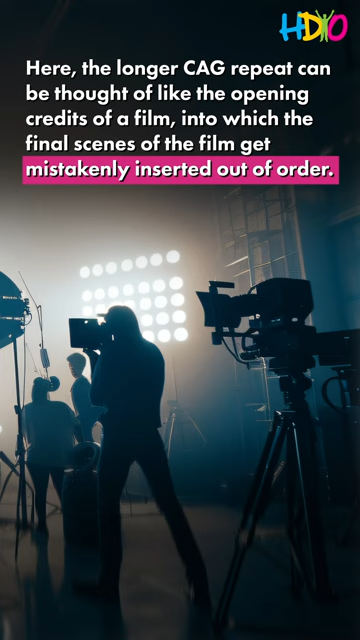 HDYO
Here, the longer CAG repeat can
be thought of like the opening
credits of a film, into which the
final scenes of the film get
mistakenly inserted out of order.